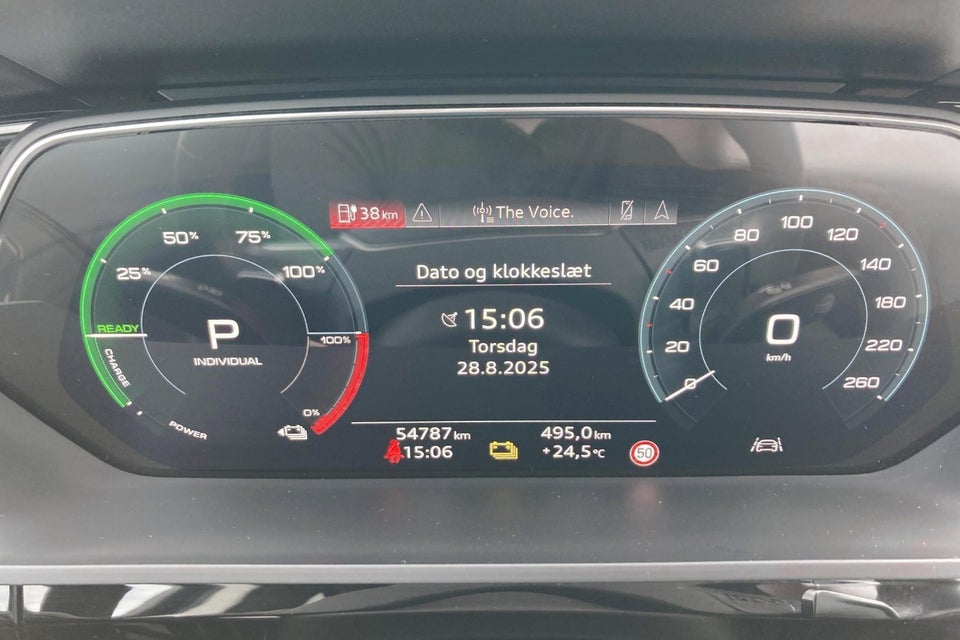 38 km
The Voice.
50%
75%
25%
100%
READY
CHARGE
P
INDIVIDUAL
100%
0%
POWER
Dato og klokkeslæt
15:06
Torsdag
28.8.2025
54787 km
15:06
495,0 km
+24,5°C
50
0
20
40
60
80
100
120
140
180
220
260
0
km/h